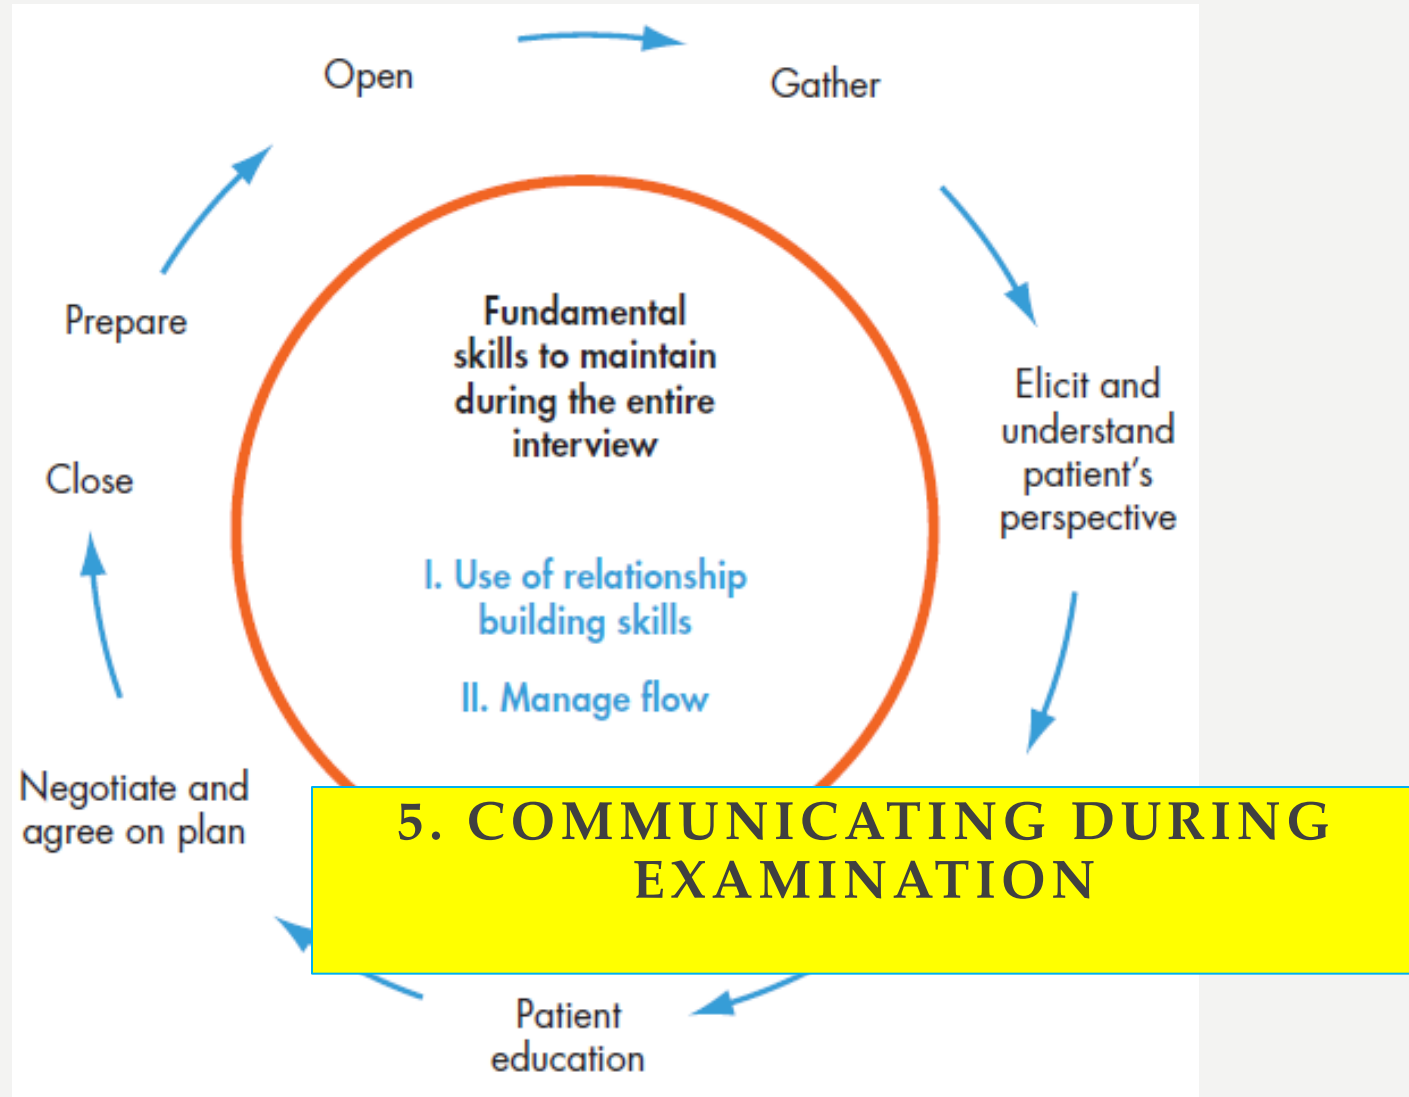 Open
Gather
Prepare
Fundamental
skills to maintain
during the entire
interview
Elicit and
understand
patient's
perspective
Close
I. Use of relationship
building skills
II. Manage flow
Negotiate and
agree on plan
5. COMMUNICATING DURING
EXAMINATION
Patient
education